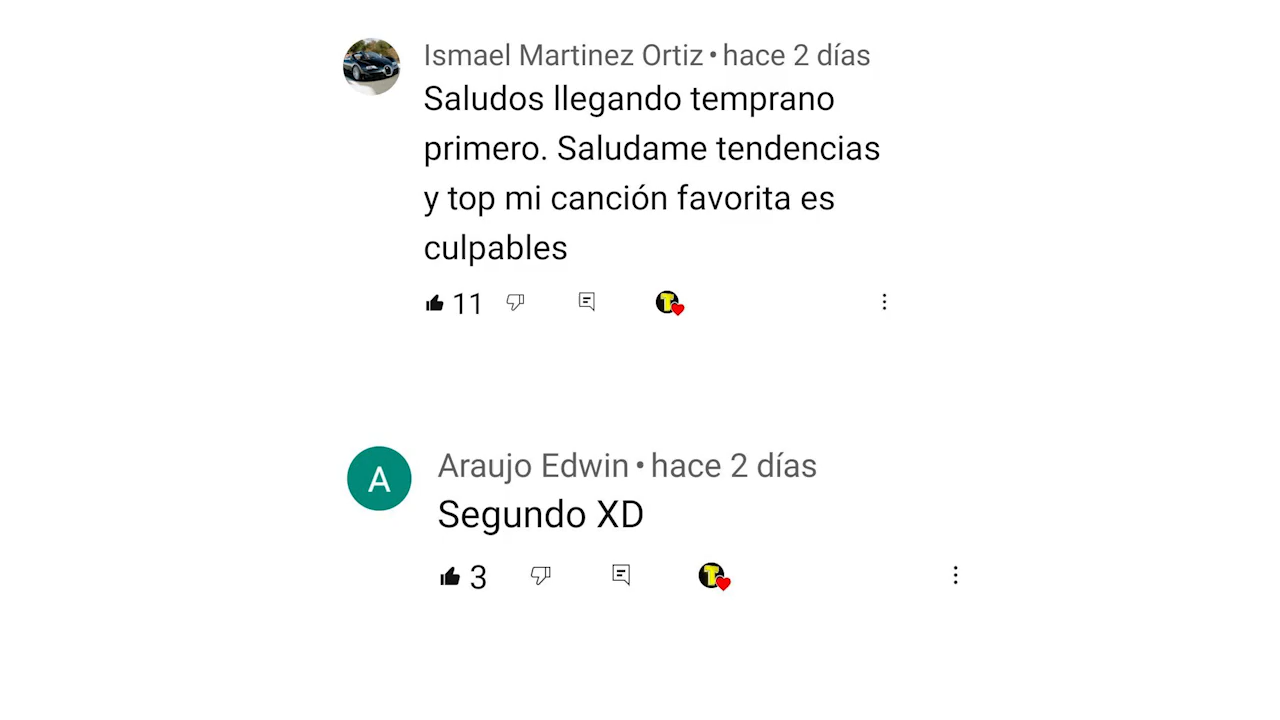 Ismael Martinez Ortiz • hace 2 días
Saludos llegando temprano
primero. Saludame tendencias
y top mi canción favorita es
culpables
11
T
A
Araujo Edwin • hace 2 días
Segundo XD
3
T